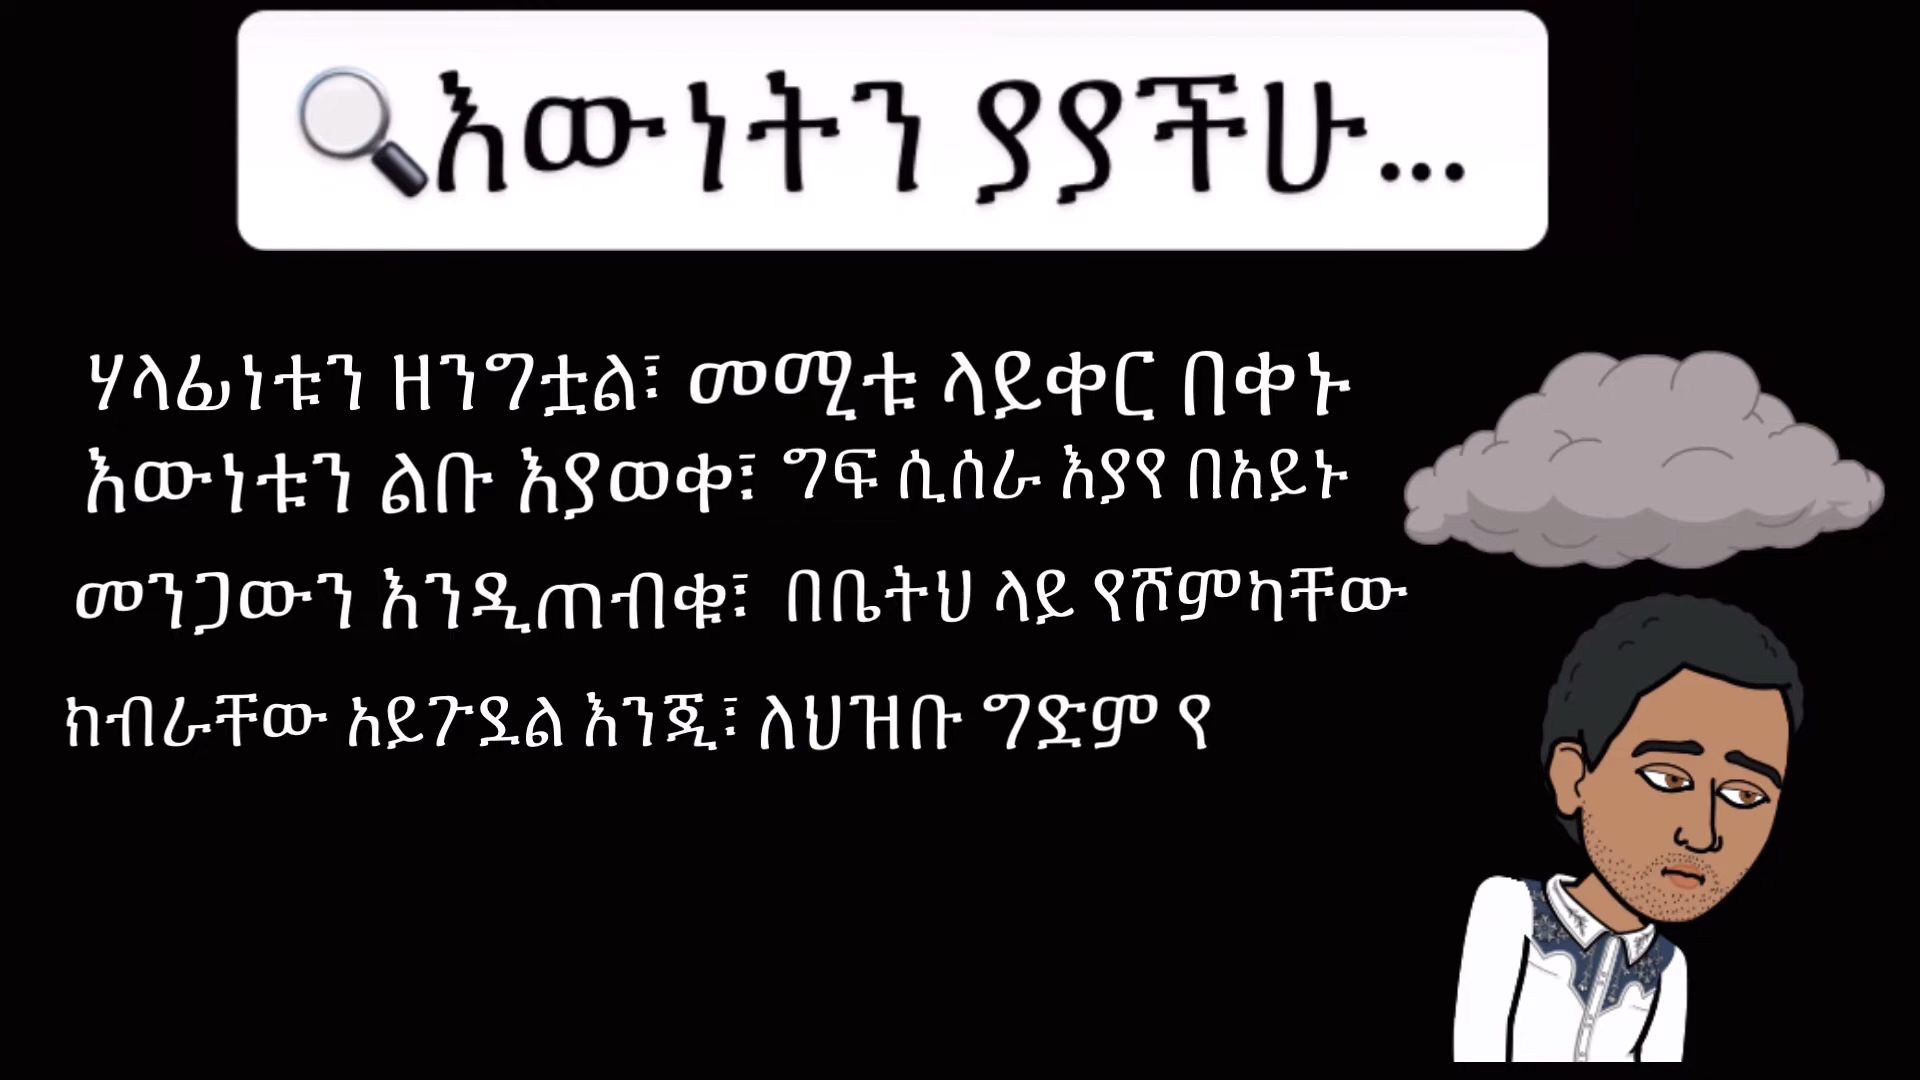 እውነትን ያያችሁ...
ሃላፊነቱን ዘንግቷል፣ መሚቱ ላይቀር በቀኑ
እውነቱን ልቡ እያወቀ፣ ግፍ ሲሰራ እያየ በአይኑ
መንጋውን እንዲጠብቁ፣ በቤትህ ላይ የሾምካቸው
ክብራቸው አይጉደል እንጂ፣ ለህዝቡ ግድም የ